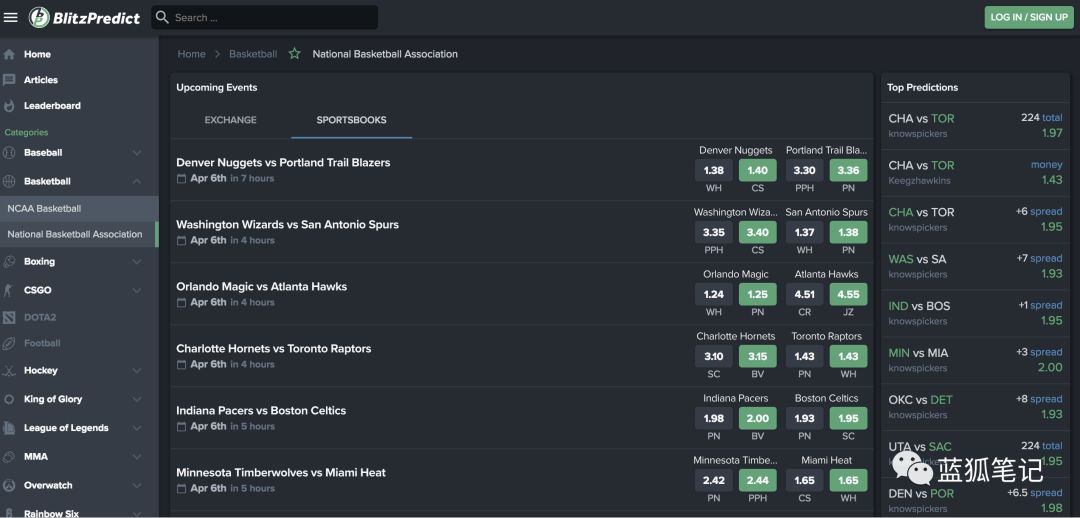 BlitzPredict
Search ...
LOG IN / SIGN UP
Home
Articles
Leaderboard
Categories
Baseball
Basketball
NCAA Basketball
National Basketball Association
Boxing
CSGO
DOTA2
Football
Hockey
King of Glory
League of Legends
MMA
Overwatch
Rainbow Six
Home > Basketball National Basketball Association
Upcoming Events
EXCHANGE SPORTSBOOKS
Denver Nuggets vs Portland Trail Blazers
Apr 6th in 7 hours
Denver Nuggets Portland Trail Bla...
1.38 1.40 3.30 3.36
WH CS PPH PN
Washington Wizards vs San Antonio Spurs
Apr 6th in 4 hours
Washington Wiza... San Antonio Spurs
3.35 3.40 1.37 1.38
PPH CS WH PN
Orlando Magic vs Atlanta Hawks
Apr 6th in 4 hours
Orlando Magic Atlanta Hawks
1.24 1.25 4.51 4.55
WH PN CR JZ
Charlotte Hornets vs Toronto Raptors
Apr 6th in 4 hours
Charlotte Hornets Toronto Raptors
3.10 3.15 1.43 1.43
SC BV PN WH
Indiana Pacers vs Boston Celtics
Apr 6th in 5 hours
Indiana Pacers Boston Celtics
1.98 2.00 1.93 1.95
PN BV PN SC
Minnesota Timberwolves vs Miami Heat
Apr 6th in 5 hours
Minnesota Timbe... Miami Heat
2.42 2.44 1.65 1.65
PN PPH CS WH
Top Predictions
CHA vs TOR 224 total
knowspickers 1.97
CHA vs TOR money
Keegzhawkins 1.43
CHA vs TOR +6 spread
knowspickers 1.95
WAS vs SA +7 spread
knowspickers 1.93
IND vs BOS +1 spread
knowspickers 1.95
MIN vs MIA +3 spread
knowspickers 2.00
OKC vs DET +8 spread
knowspickers 1.93
UTA vs SAC 224 total
1.95
DEN vs POR +6.5 spread
knowspickers 1.98
蓝狐笔记